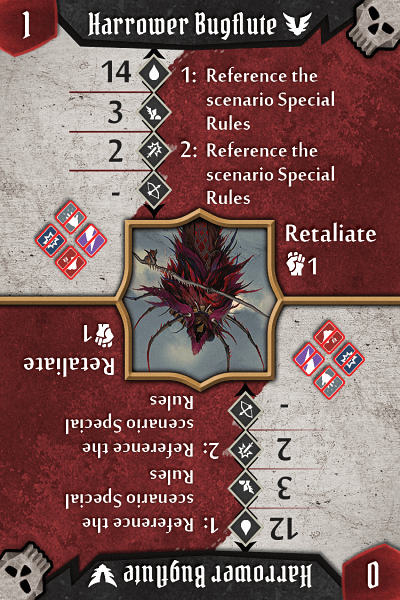 1
Harrower Bugflute
14
3
2
-
1: Reference the
scenario Special
Rules
2: Reference the
scenario Special
Rules
Retaliate
1
0
Harrower Bugflute
12
3
2
-
1: Reference the
scenario Special
Rules
2: Reference the
scenario Special
Rules
Retaliate
1